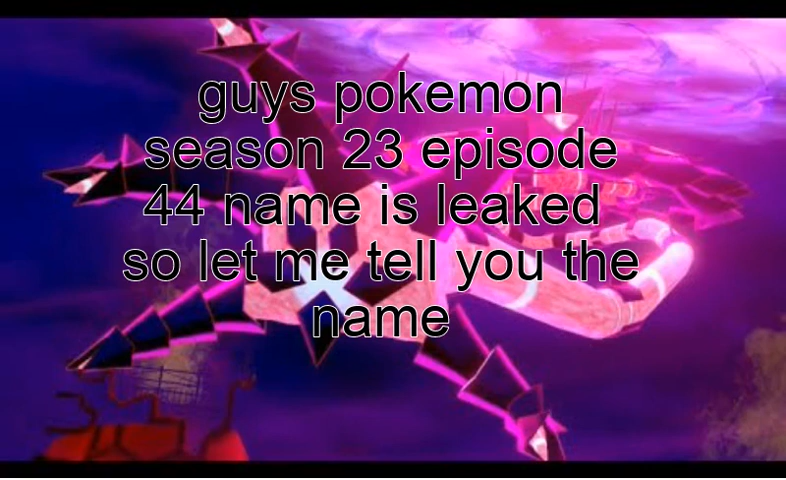 guys pokemon
season 23 episode
44 name is leaked
so let me tell you the
name